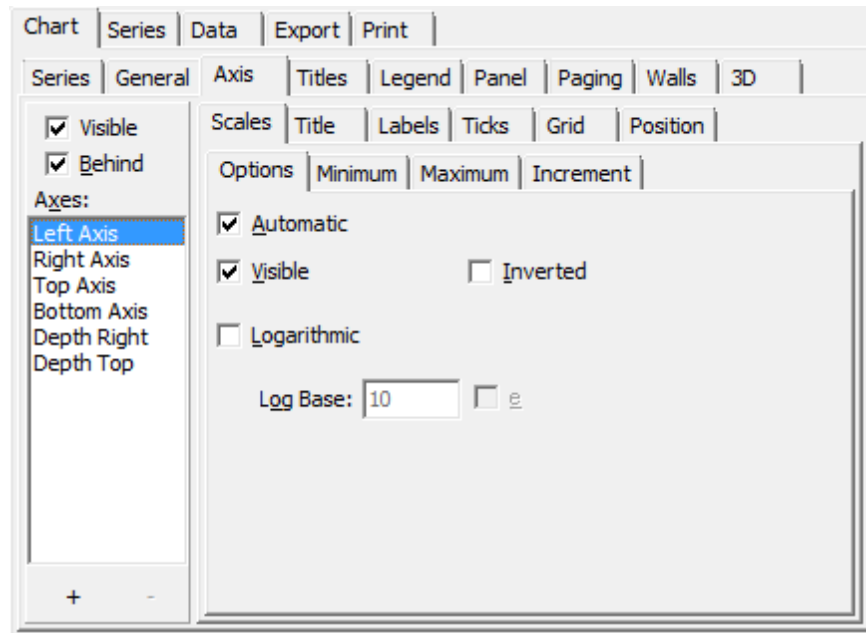 Chart Series Data Export Print
Series General Axis Titles Legend Panel Paging Walls 3D
Visible
Behind
Axes:
Left Axis
Right Axis
Top Axis
Bottom Axis
Depth Right
Depth Top
+ -
Scales Title Labels Ticks Grid Position
Options Minimum Maximum Increment
Automatic
Visible Inverted
Logarithmic
Log Base: 10 e